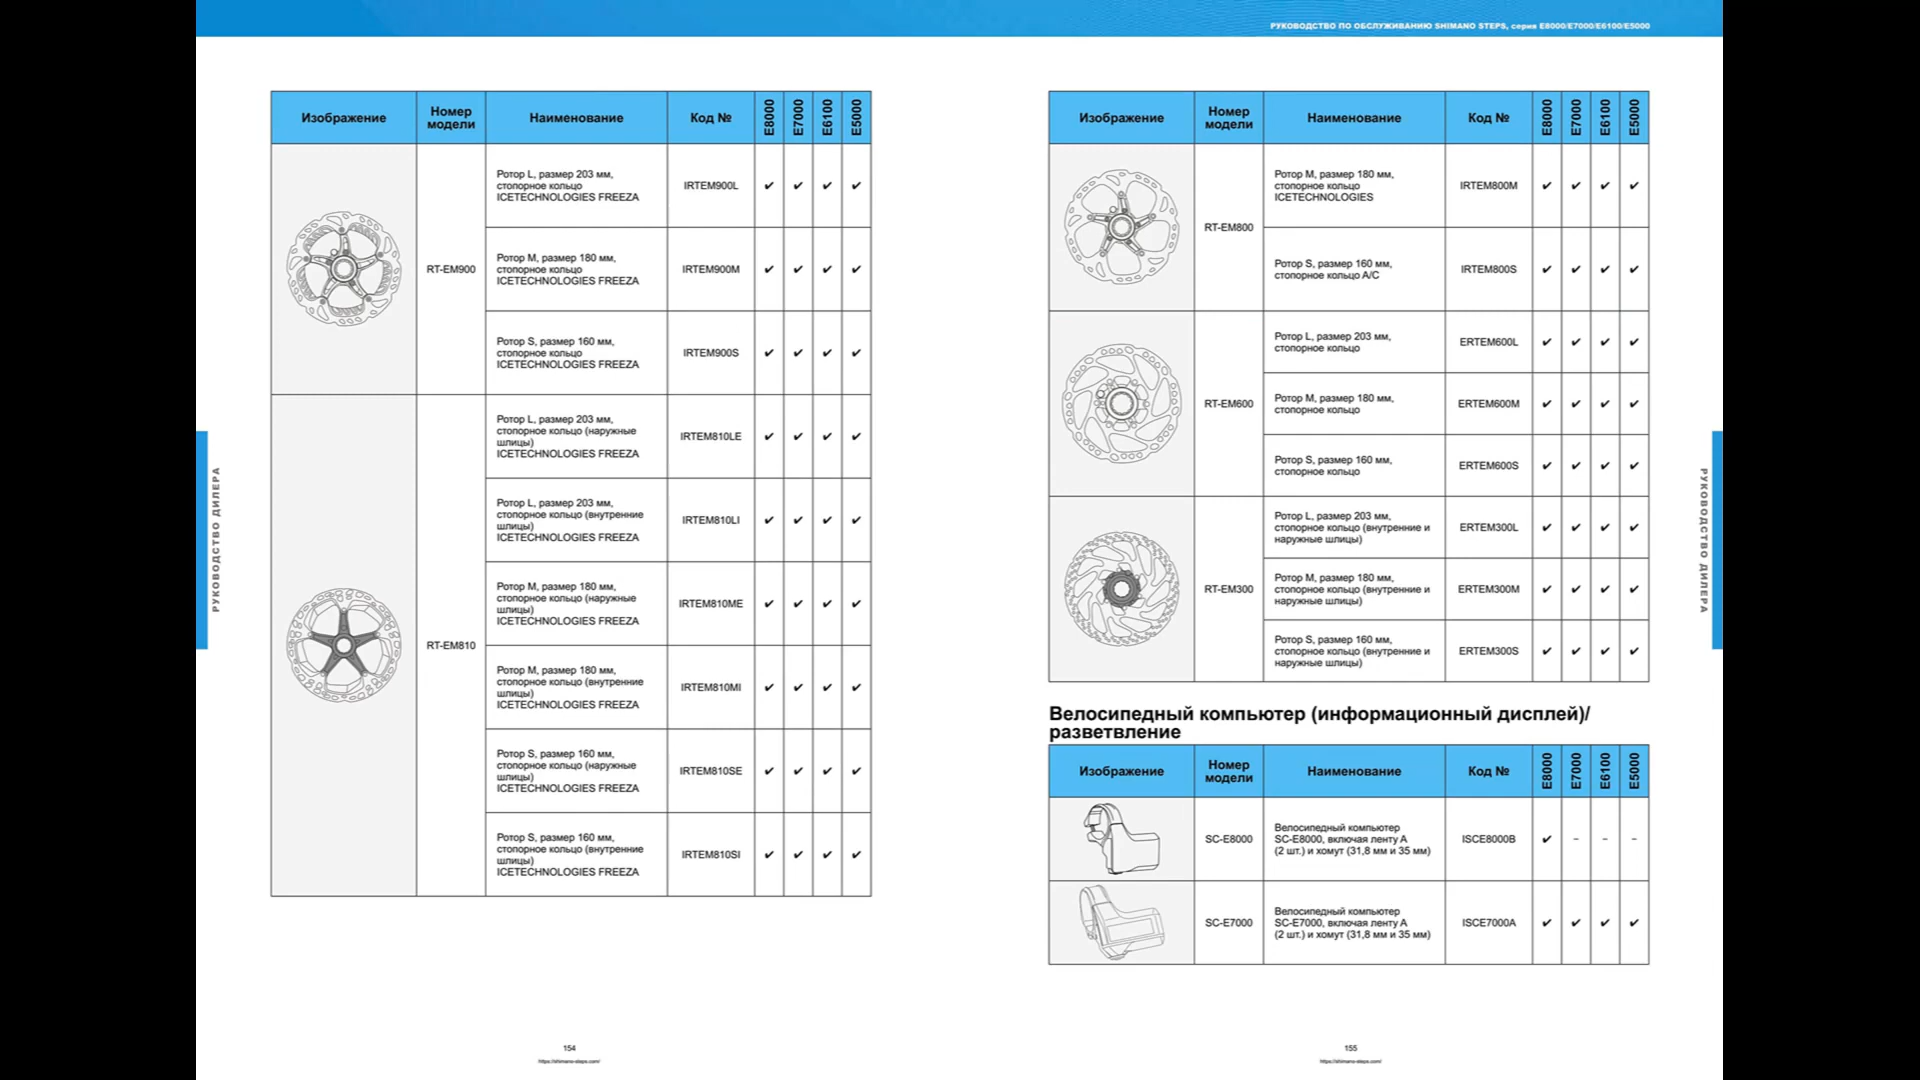 РУКОВОДСТВО ПО ОБСЛУЖИВАНИЮ SHIMANO STEPS, серия E8000/E7000/E6100/E5000
РУКОВОДСТВО ДИЛЕРА
Изображение Номер модели Наименование Код № E8000 E7000 E6100 E5000
RT-EM900
Ротор L, размер 203 мм,
стопорное кольцо
ICETECHNOLOGIES FREEZA
IRTEM900L ✔ ✔ ✔ ✔
Ротор M, размер 180 мм,
стопорное кольцо
ICETECHNOLOGIES FREEZA
IRTEM900M ✔ ✔ ✔ ✔
Ротор S, размер 160 мм,
стопорное кольцо
ICETECHNOLOGIES FREEZA
IRTEM900S ✔ ✔ ✔ ✔
RT-EM810
Ротор L, размер 203 мм,
стопорное кольцо (наружные
шлицы)
ICETECHNOLOGIES FREEZA
IRTEM810LE ✔ ✔ ✔ ✔
Ротор L, размер 203 мм,
стопорное кольцо (внутренние
шлицы)
ICETECHNOLOGIES FREEZA
IRTEM810LI ✔ ✔ ✔ ✔
Ротор M, размер 180 мм,
стопорное кольцо (наружные
шлицы)
ICETECHNOLOGIES FREEZA
IRTEM810ME ✔ ✔ ✔ ✔
Ротор M, размер 180 мм,
стопорное кольцо (внутренние
шлицы)
ICETECHNOLOGIES FREEZA
IRTEM810MI ✔ ✔ ✔ ✔
Ротор S, размер 160 мм,
стопорное кольцо (наружные
шлицы)
ICETECHNOLOGIES FREEZA
IRTEM810SE ✔ ✔ ✔ ✔
Ротор S, размер 160 мм,
стопорное кольцо (внутренние
шлицы)
ICETECHNOLOGIES FREEZA
IRTEM810SI ✔ ✔ ✔ ✔
154
https://shimano-steps.com/
Изображение Номер модели Наименование Код № E8000 E7000 E6100 E5000
RT-EM800
Ротор M, размер 180 мм,
стопорное кольцо
ICETECHNOLOGIES
IRTEM800M ✔ ✔ ✔ ✔
Ротор S, размер 160 мм,
стопорное кольцо A/C
IRTEM800S ✔ ✔ ✔ ✔
RT-EM600
Ротор L, размер 203 мм,
стопорное кольцо
ERTEM600L ✔ ✔ ✔ ✔
Ротор M, размер 180 мм,
стопорное кольцо
ERTEM600M ✔ ✔ ✔ ✔
Ротор S, размер 160 мм,
стопорное кольцо
ERTEM600S ✔ ✔ ✔ ✔
RT-EM300
Ротор L, размер 203 мм,
стопорное кольцо (внутренние и
наружные шлицы)
ERTEM300L ✔ ✔ ✔ ✔
Ротор M, размер 180 мм,
стопорное кольцо (внутренние и
наружные шлицы)
ERTEM300M ✔ ✔ ✔ ✔
Ротор S, размер 160 мм,
стопорное кольцо (внутренние и
наружные шлицы)
ERTEM300S ✔ ✔ ✔ ✔
Велосипедный компьютер (информационный дисплей)/
разветвление
Изображение Номер модели Наименование Код № E8000 E7000 E6100 E5000
SC-E8000
Велосипедный компьютер
SC-E8000, включая ленту A
(2 шт.) и хомут (31,8 мм и 35 мм)
ISCE8000B ✔ – – –
SC-E7000
Велосипедный компьютер
SC-E7000, включая ленту A
(2 шт.) и хомут (31,8 мм и 35 мм)
ISCE7000A ✔ ✔ ✔ ✔
РУКОВОДСТВО ДИЛЕРА
155
https://shimano-steps.com/